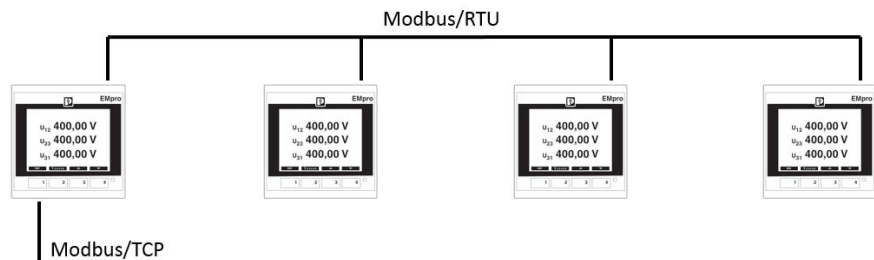 Modbus/RTU
EMpro
u12 400,00 V
u23 400,00 V
u31 400,00 V
1 2 3 4
EMpro
u12 400,00 V
u23 400,00 V
u31 400,00 V
1 2 3 4
EMpro
u12 400,00 V
u23 400,00 V
u31 400,00 V
1 2 3 4
EMpro
u12 400,00 V
u23 400,00 V
u31 400,00 V
1 2 3 4
Modbus/TCP